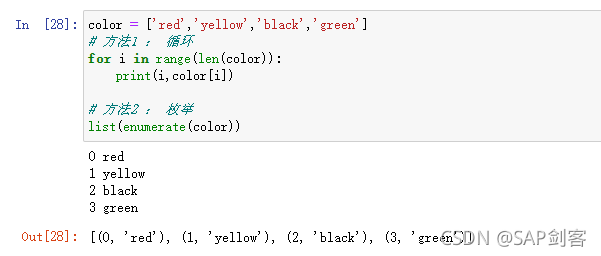 In [28]: color = ['red','yellow','black','green']
# 方法1 ： 循环
for i in range(len(color)):
    print(i,color[i])
# 方法2 ： 枚举
list(enumerate(color))
0 red
1 yellow
2 black
3 green
Out[28]: [(0, 'red'), (1, 'yellow'), (2, 'black'), (3, 'green')]
CSDN @SAP剑客